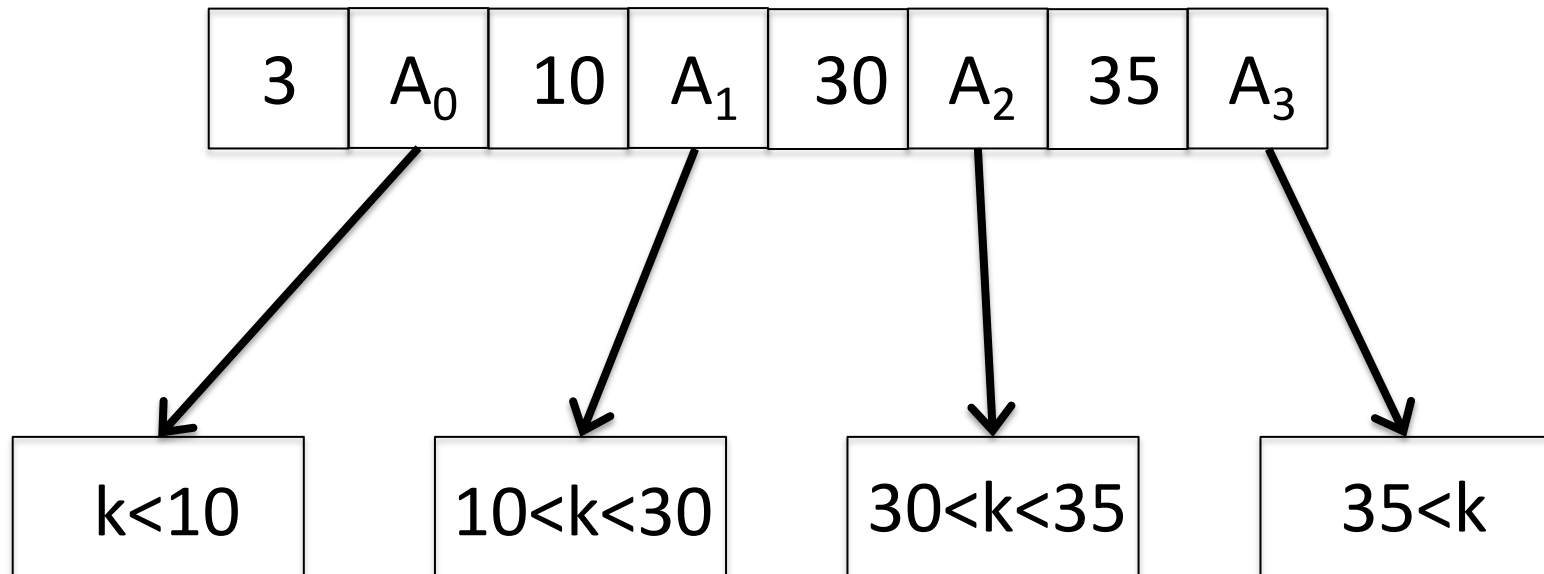 3 A₀ 10 A₁ 30 A₂ 35 A₃
k<10 10<k<30 30<k<35 35<k